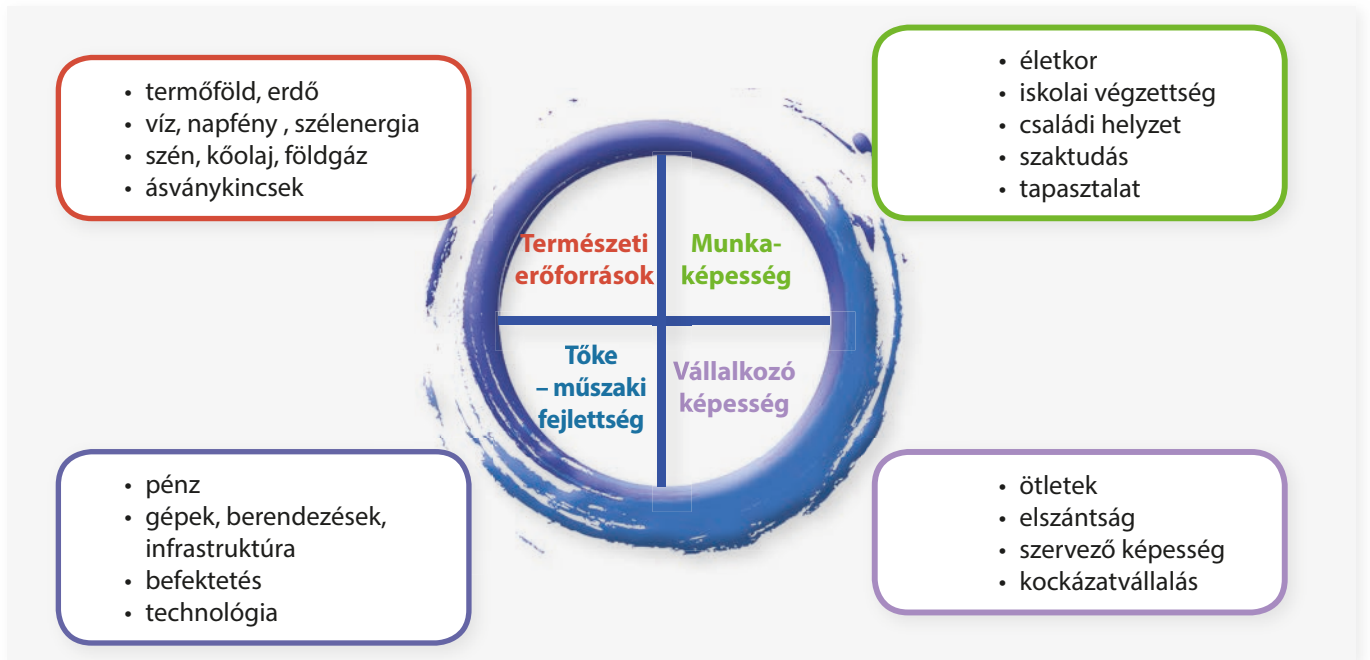 • termőföld, erdő
• víz, napfény , szélenergia
• szén, kőolaj, földgáz
• ásványkincsek
• életkor
• iskolai végzettség
• családi helyzet
• szaktudás
• tapasztalat
Természeti
erőforrások
Munka-
képesség
Tőke
– műszaki
fejlettség
Vállalkozó
képesség
• pénz
• gépek, berendezések,
infrastruktúra
• befektetés
• technológia
• ötletek
• elszántság
• szervező képesség
• kockázatvállalás